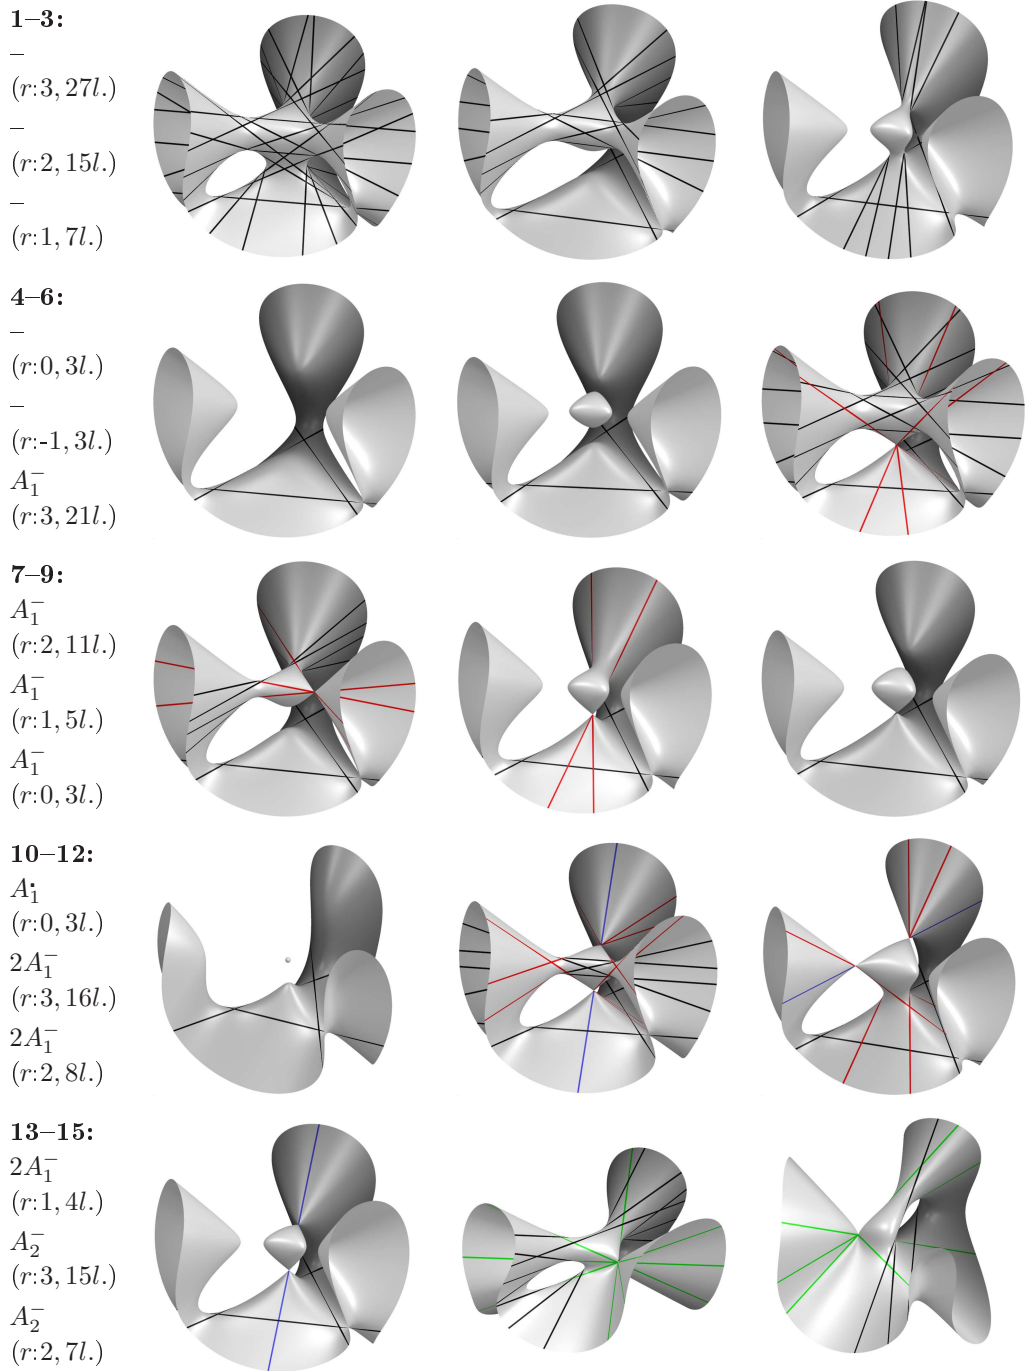 1–3:
–
(r:3, 27l.)
–
(r:2, 15l.)
–
(r:1, 7l.)
4–6:
–
(r:0, 3l.)
–
(r:-1, 3l.)
A₁⁻
(r:3, 21l.)
7–9:
A₁⁻
(r:2, 11l.)
A₁⁻
(r:1, 5l.)
A₁⁻
(r:0, 3l.)
10–12:
A₁•
(r:0, 3l.)
2A₁⁻
(r:3, 16l.)
2A₁⁻
(r:2, 8l.)
13–15:
2A₁⁻
(r:1, 4l.)
A₂⁻
(r:3, 15l.)
A₂⁻
(r:2, 7l.)